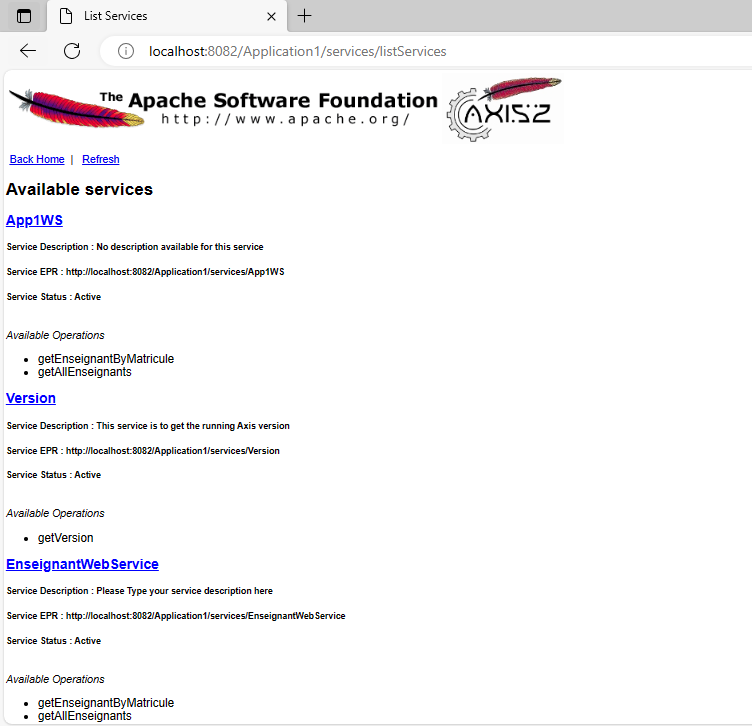 List Services
localhost:8082/Application1/services/listServices
The Apache Software Foundation
http://www.apache.org/
AXIS2
Back Home | Refresh
Available services
App1WS
Service Description : No description available for this service
Service EPR : http://localhost:8082/Application1/services/App1WS
Service Status : Active
Available Operations
• getEnseignantByMatricule
• getAllEnseignants
Version
Service Description : This service is to get the running Axis version
Service EPR : http://localhost:8082/Application1/services/Version
Service Status : Active
Available Operations
• getVersion
EnseignantWebService
Service Description : Please Type your service description here
Service EPR : http://localhost:8082/Application1/services/EnseignantWebService
Service Status : Active
Available Operations
• getEnseignantByMatricule
• getAllEnseignants